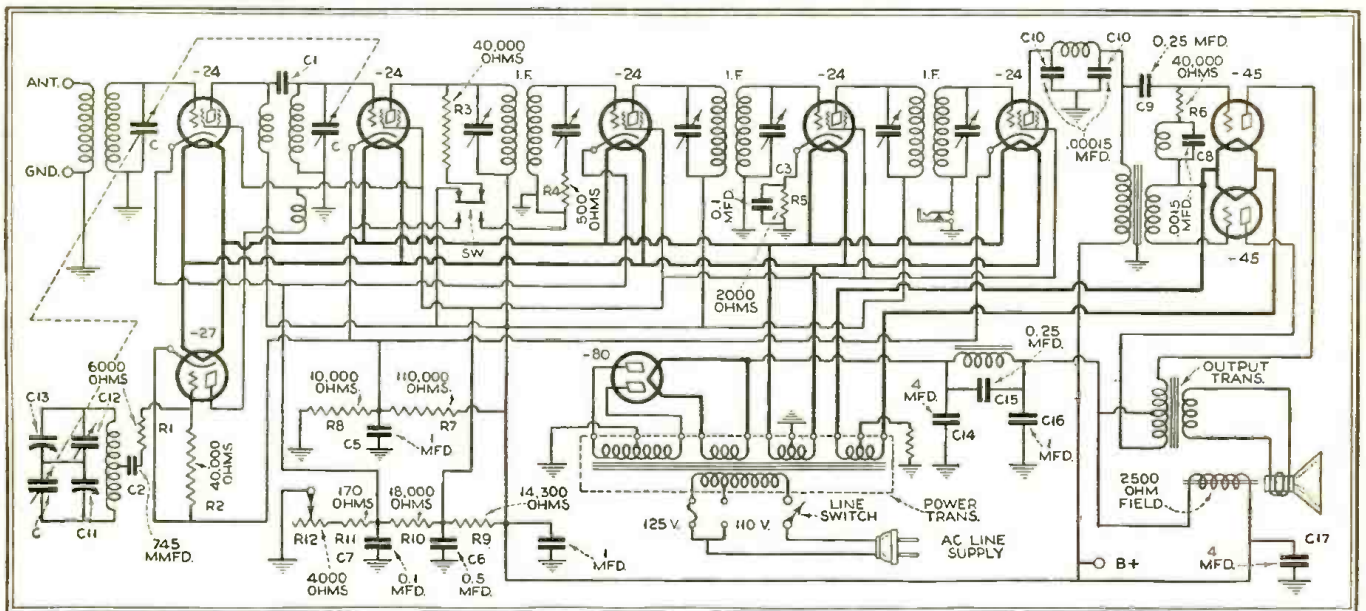 ANT.
GND.
C
-24
C1
C
-24
40,000
OHMS
R3
I.F.
R4
500
OHMS
SW
-24
I.F.
0.1
MFD.
C3
R5
2000
OHMS
-24
I.F.
-24
C10
C10
.00015
MFD.
0.25 MFD.
C9
40,000
OHMS
R6
C8
.0015
MFD.
-45
-45
-27
6000
OHMS
C13
C12
R1
C2
C
C11
745
MMFD.
40,000
OHMS
R2
10,000
OHMS
R8
110,000
OHMS
R7
C5
1
MFD
170
OHMS
18,000
OHMS
14,300
OHMS
R12
R11
R10
R9
C7
C6
4000
OHMS
0.1
MFD.
0.5
MFD.
1
MFD.
-80
125 V.
110 V.
LINE
SWITCH
POWER
TRANS.
AC LINE
SUPPLY
4
MFD.
C14
0.25
MFD.
C15
C16
1
MFD.
OUTPUT
TRANS.
2500
OHM
FIELD
B+
4
MFD.
C17